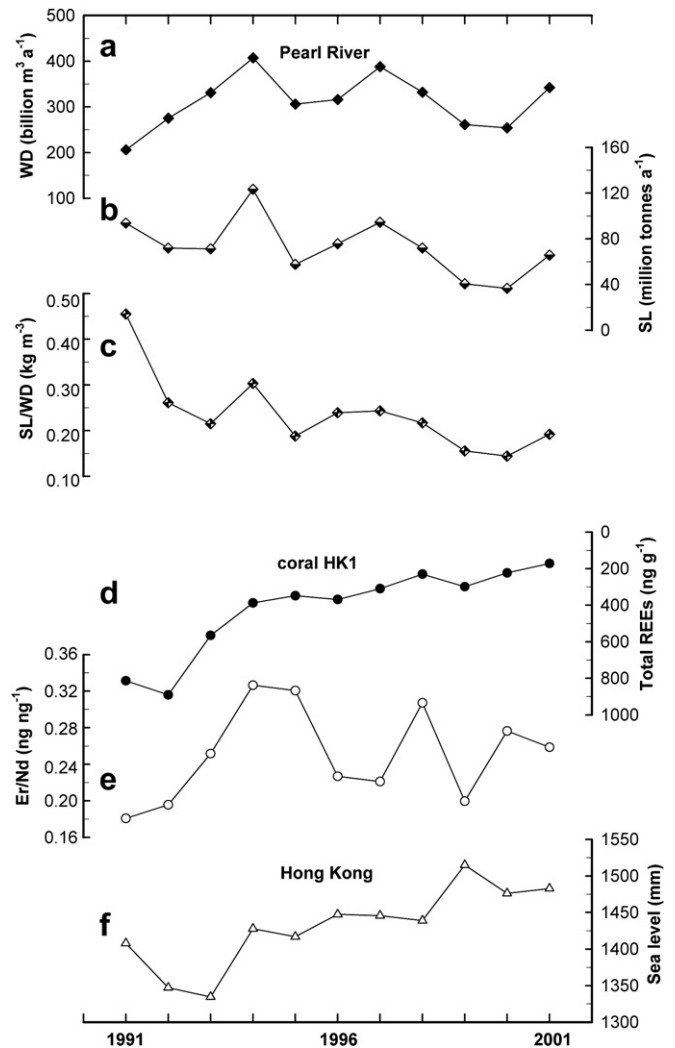 a
Pearl River
WD (billion m³ a⁻¹)
500
400
300
200
100
b
SL (million tonnes a⁻¹)
160
120
80
40
0
c
SL/WD (kg m⁻³)
0.50
0.40
0.30
0.20
0.10
d
coral HK1
Total REEs (ng g⁻¹)
0
200
400
600
800
1000
e
Er/Nd (ng ng⁻¹)
0.36
0.32
0.28
0.24
0.20
0.16
f
Hong Kong
Sea level (mm)
1550
1500
1450
1400
1350
1300
1991 1996 2001